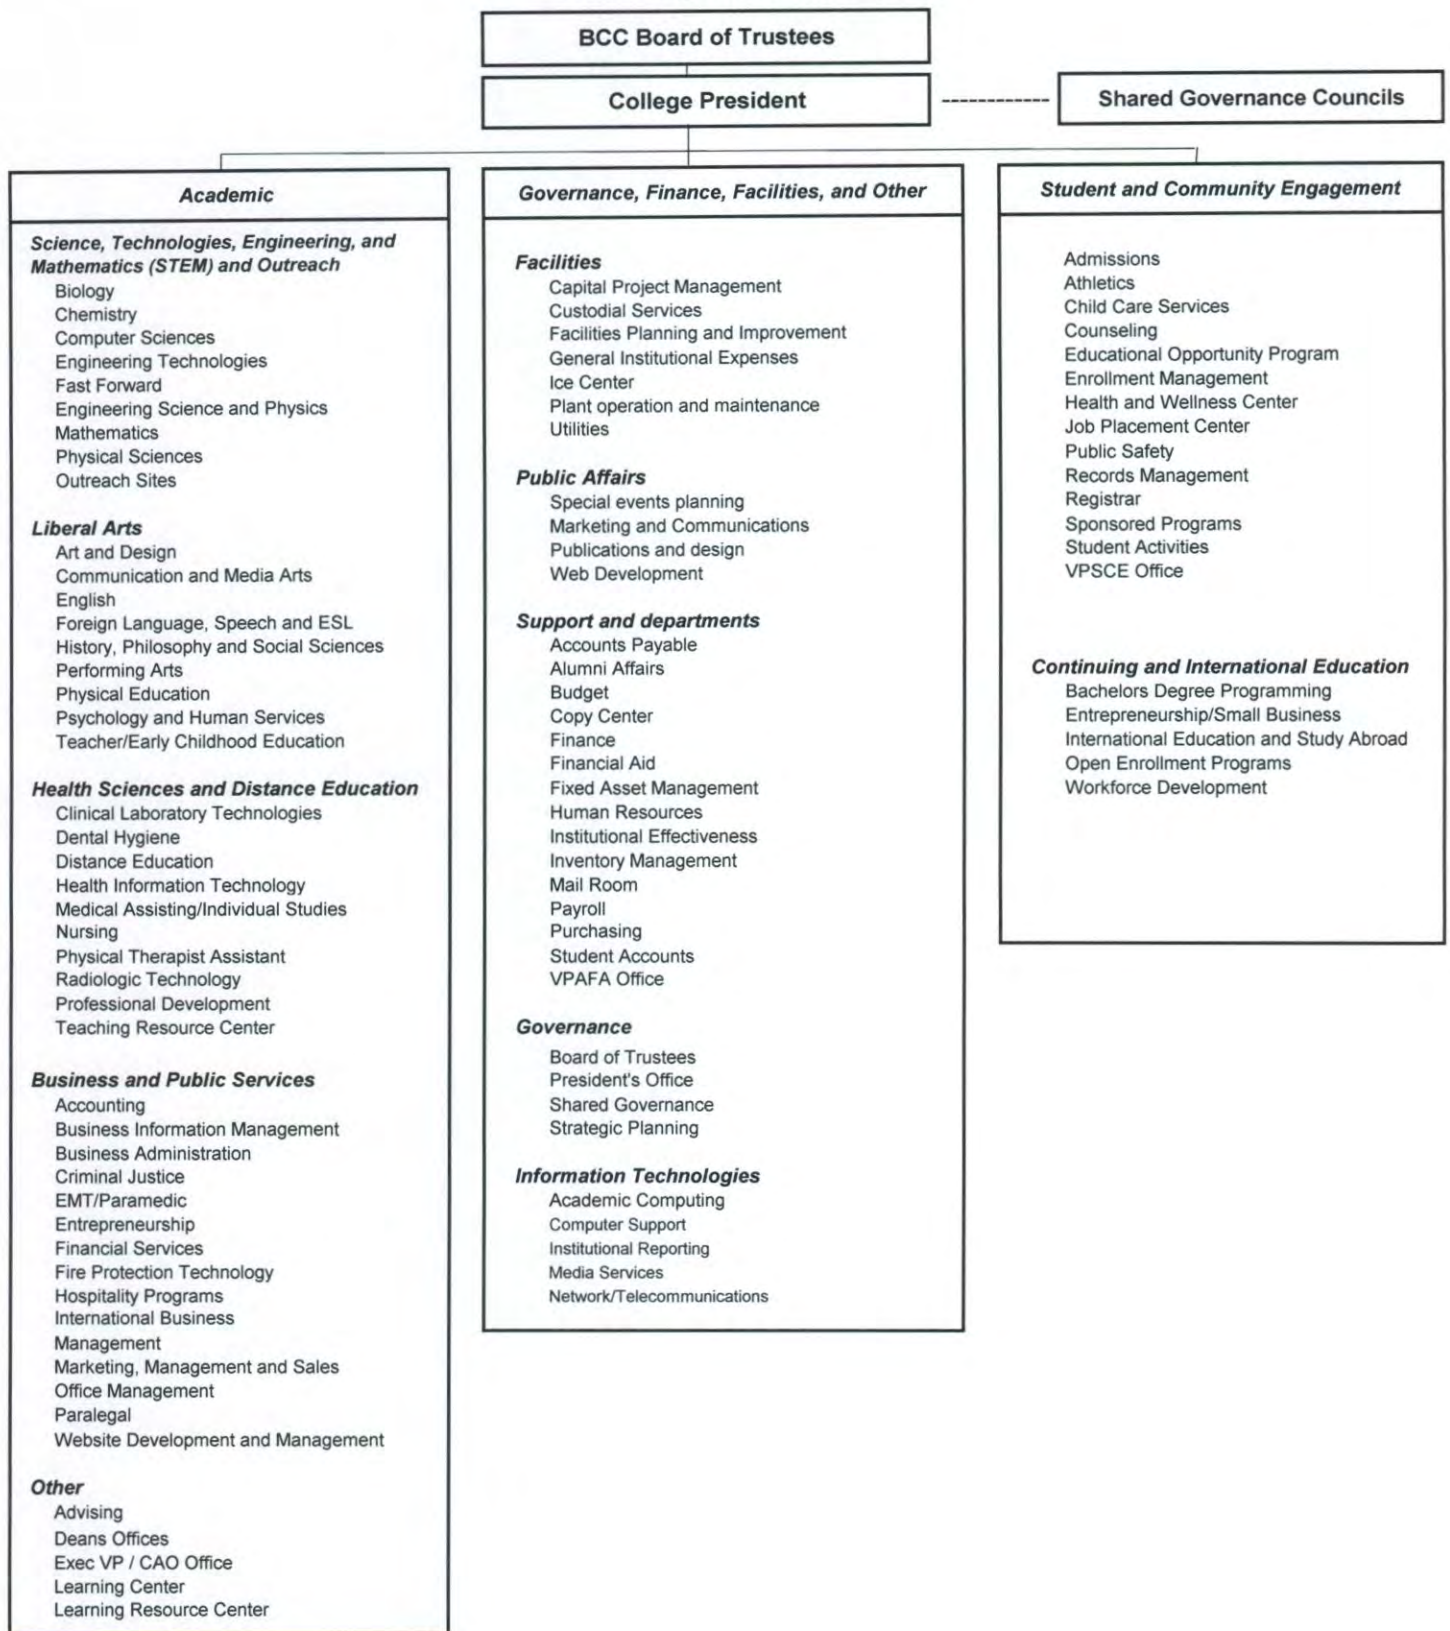 BCC Board of Trustees
College President
Shared Governance Councils
Academic
Science, Technologies, Engineering, and
Mathematics (STEM) and Outreach
Biology
Chemistry
Computer Sciences
Engineering Technologies
Fast Forward
Engineering Science and Physics
Mathematics
Physical Sciences
Outreach Sites
Liberal Arts
Art and Design
Communication and Media Arts
English
Foreign Language, Speech and ESL
History, Philosophy and Social Sciences
Performing Arts
Physical Education
Psychology and Human Services
Teacher/Early Childhood Education
Health Sciences and Distance Education
Clinical Laboratory Technologies
Dental Hygiene
Distance Education
Health Information Technology
Medical Assisting/Individual Studies
Nursing
Physical Therapist Assistant
Radiologic Technology
Professional Development
Teaching Resource Center
Business and Public Services
Accounting
Business Information Management
Business Administration
Criminal Justice
EMT/Paramedic
Entrepreneurship
Financial Services
Fire Protection Technology
Hospitality Programs
International Business
Management
Marketing, Management and Sales
Office Management
Paralegal
Website Development and Management
Other
Advising
Deans Offices
Exec VP / CAO Office
Learning Center
Learning Resource Center
Governance, Finance, Facilities, and Other
Facilities
Capital Project Management
Custodial Services
Facilities Planning and Improvement
General Institutional Expenses
Ice Center
Plant operation and maintenance
Utilities
Public Affairs
Special events planning
Marketing and Communications
Publications and design
Web Development
Support and departments
Accounts Payable
Alumni Affairs
Budget
Copy Center
Finance
Financial Aid
Fixed Asset Management
Human Resources
Institutional Effectiveness
Inventory Management
Mail Room
Payroll
Purchasing
Student Accounts
VPAFA Office
Governance
Board of Trustees
President's Office
Shared Governance
Strategic Planning
Information Technologies
Academic Computing
Computer Support
Institutional Reporting
Media Services
Network/Telecommunications
Student and Community Engagement
Admissions
Athletics
Child Care Services
Counseling
Educational Opportunity Program
Enrollment Management
Health and Wellness Center
Job Placement Center
Public Safety
Records Management
Registrar
Sponsored Programs
Student Activities
VPSCE Office
Continuing and International Education
Bachelors Degree Programming
Entrepreneurship/Small Business
International Education and Study Abroad
Open Enrollment Programs
Workforce Development